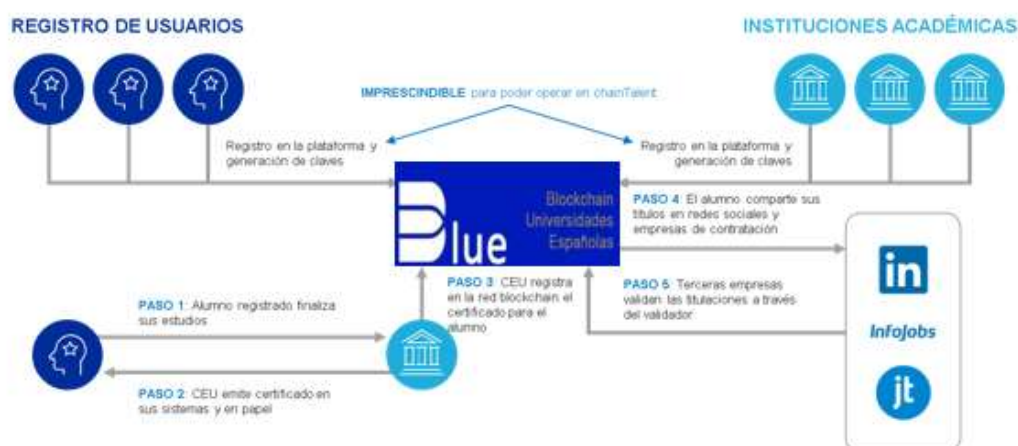 REGISTRO DE USUARIOS
INSTITUCIONES ACADÉMICAS
IMPRESCINDIBLE para poder operar en chainTalent
Registro en la plataforma y
generación de claves
Registro en la plataforma y
generación de claves
Blue
Blockchain
Universidades
Españolas
PASO 4: El alumno comparte sus
títulos en redes sociales y
empresas de contratación
PASO 3: CEU registra
en la red blockchain el
certificado para el
alumno
PASO 5: Terceras empresas
validan las titulaciones a través
del validador
PASO 1: Alumno registrado finaliza
sus estudios
PASO 2: CEU emite certificado en
sus sistemas y en papel
in
InfoJobs
jt